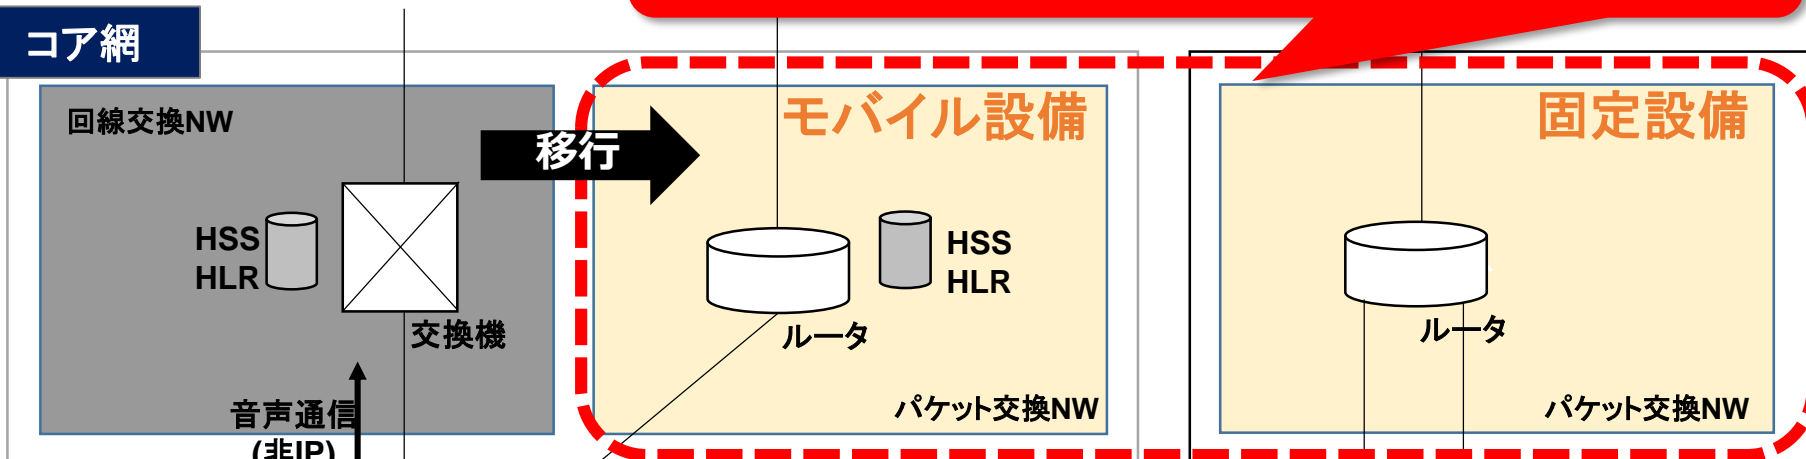 コア網
回線交換NW
移行
モバイル設備
固定設備
HSS
HLR
交換機
HSS
HLR
ルータ
ルータ
パケット交換NW
パケット交換NW
音声通信
(非IP)